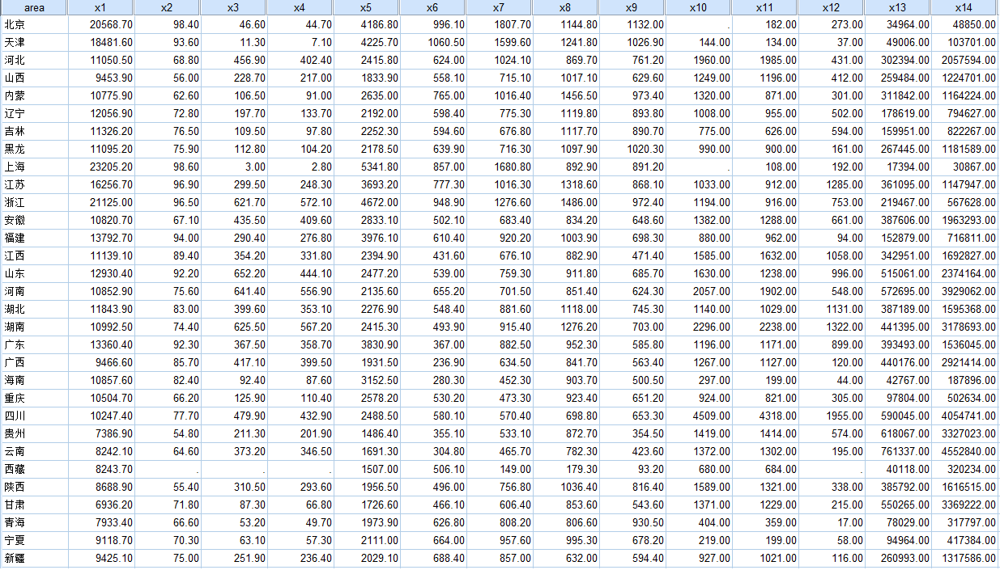 area x1 x2 x3 x4 x5 x6 x7 x8 x9 x10 x11 x12 x13 x14
北京 20568.70 98.40 46.60 44.70 4186.80 996.10 1807.70 1144.80 1132.00 . 182.00 273.00 34964.00 48850.00
天津 18481.60 93.60 11.30 7.10 4225.70 1060.50 1599.60 1241.80 1026.90 144.00 134.00 37.00 49006.00 103701.00
河北 11050.50 68.80 456.90 402.40 2415.80 624.00 1024.10 869.70 761.20 1960.00 1985.00 431.00 302394.00 2057594.00
山西 9453.90 56.00 228.70 217.00 1833.90 558.10 715.10 1017.10 629.60 1249.00 1196.00 412.00 259484.00 1224701.00
内蒙 10775.90 62.60 106.50 91.00 2635.00 765.00 1016.40 1456.50 973.40 1320.00 871.00 301.00 311842.00 1164224.00
辽宁 12056.90 72.80 197.70 133.70 2192.00 598.40 775.30 1119.80 893.80 1008.00 955.00 502.00 178619.00 794627.00
吉林 11326.20 76.50 109.50 97.80 2252.30 594.60 676.80 1117.70 890.70 775.00 626.00 594.00 159951.00 822267.00
黑龙 11095.20 75.90 112.80 104.20 2178.50 639.90 716.30 1097.90 1020.30 990.00 900.00 161.00 267445.00 1181589.00
上海 23205.20 98.60 3.00 2.80 5341.80 857.00 1680.80 892.90 891.20 . 108.00 192.00 17394.00 30867.00
江苏 16256.70 96.90 299.50 248.30 3693.20 777.30 1016.30 1318.60 868.10 1033.00 912.00 1285.00 361095.00 1147947.00
浙江 21125.00 96.50 621.70 572.10 4672.00 948.90 1276.60 1486.00 972.40 1194.00 916.00 753.00 219467.00 567628.00
安徽 10820.70 67.10 435.50 409.60 2833.10 502.10 683.40 834.20 648.60 1382.00 1288.00 661.00 387606.00 1963293.00
福建 13792.70 94.00 290.40 276.80 3976.10 610.40 920.20 1003.90 698.30 880.00 962.00 94.00 152879.00 716811.00
江西 11139.10 89.40 354.20 331.80 2394.90 431.60 676.10 882.90 471.40 1585.00 1632.00 1058.00 342951.00 1692827.00
山东 12930.40 92.20 652.20 444.10 2477.20 539.00 759.30 911.80 685.70 1630.00 1238.00 996.00 515061.00 2374164.00
河南 10852.90 75.60 641.40 556.90 2135.60 655.20 701.50 851.40 624.30 2057.00 1902.00 548.00 572695.00 3929062.00
湖北 11843.90 83.00 399.60 353.10 2276.90 548.40 881.60 1118.00 745.30 1140.00 1029.00 1131.00 387189.00 1595368.00
湖南 10992.50 74.40 625.50 567.20 2415.30 493.90 915.40 1276.20 703.00 2296.00 2238.00 1322.00 441395.00 3178693.00
广东 13360.40 92.30 367.50 358.70 3830.90 367.00 882.50 952.30 585.80 1196.00 1171.00 899.00 393493.00 1536045.00
广西 9466.60 85.70 417.10 399.50 1931.50 236.90 634.50 841.70 563.40 1267.00 1127.00 120.00 440176.00 2921414.00
海南 10857.60 82.40 92.40 87.60 3152.50 280.30 452.30 903.70 500.50 297.00 199.00 44.00 42767.00 187896.00
重庆 10504.70 66.20 125.90 110.40 2578.20 530.20 473.30 923.40 651.20 924.00 821.00 305.00 97804.00 502634.00
四川 10247.40 77.70 479.90 432.90 2488.50 580.10 570.40 698.80 653.30 4509.00 4318.00 1955.00 590045.00 4054741.00
贵州 7386.90 54.80 211.30 201.90 1486.40 355.10 533.10 872.70 354.50 1419.00 1414.00 574.00 618067.00 3327023.00
云南 8242.10 64.60 373.20 346.50 1691.30 304.80 465.70 782.30 423.60 1372.00 1302.00 195.00 761337.00 4552840.00
西藏 8243.70 . . . 1507.00 506.10 149.00 179.30 93.20 680.00 684.00 . 40118.00 320234.00
陕西 8688.90 55.40 310.50 293.60 1956.50 496.00 756.80 1036.40 816.40 1589.00 1321.00 338.00 385792.00 1616515.00
甘肃 6936.20 71.80 87.30 66.80 1726.60 466.10 606.40 853.60 543.60 1371.00 1229.00 215.00 550265.00 3369222.00
青海 7933.40 66.60 53.20 49.70 1973.90 626.80 808.20 806.60 930.50 404.00 359.00 17.00 78029.00 317797.00
宁夏 9118.70 70.30 63.10 57.30 2111.00 664.00 957.60 995.30 678.20 219.00 199.00 58.00 94964.00 417384.00
新疆 9425.10 75.00 251.90 236.40 2029.10 688.40 857.00 632.00 594.40 927.00 1021.00 116.00 260993.00 1317586.00